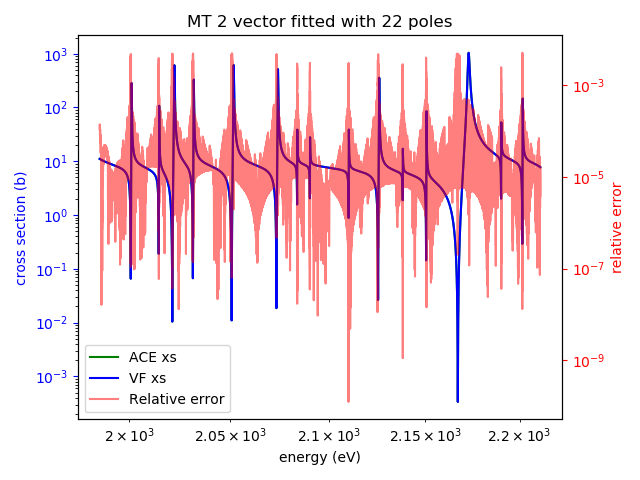 MT 2 vector fitted with 22 poles
10³
10²
10¹
10⁰
10⁻¹
10⁻²
10⁻³
cross section (b)
10⁻³
10⁻⁵
10⁻⁷
10⁻⁹
relative error
ACE xs
VF xs
Relative error
2 × 10³
2.05 × 10³
2.1 × 10³
2.15 × 10³
2.2 × 10³
energy (eV)